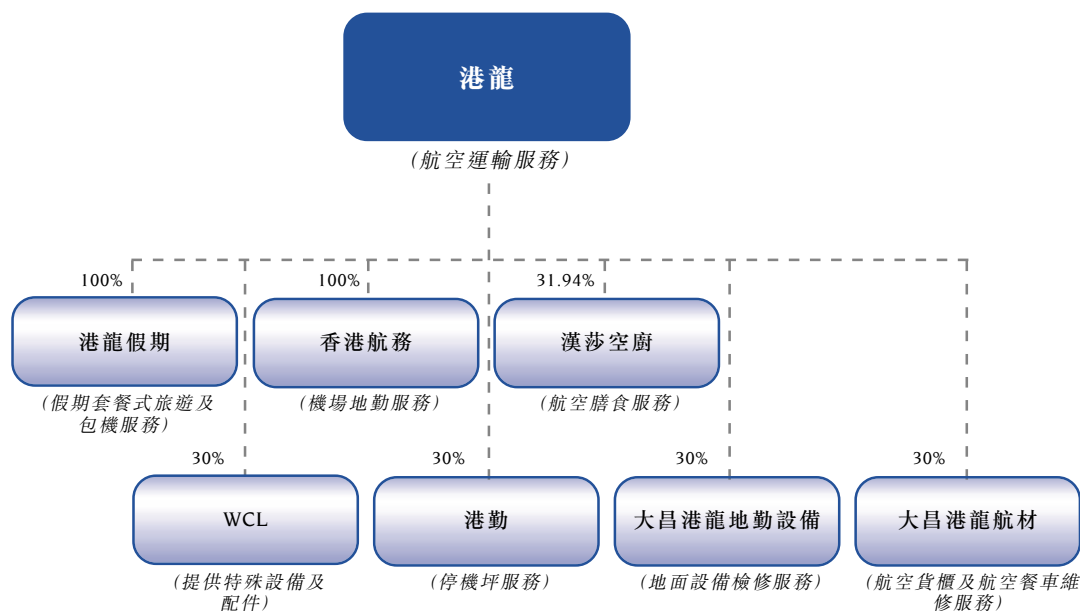 港龍
(航空運輸服務)
100%
港龍假期
(假期套餐式旅遊及
包機服務)
100%
香港航務
(機場地勤服務)
31.94%
漢莎空廚
(航空膳食服務)
30%
WCL
(提供特殊設備及
配件)
30%
港勤
(停機坪服務)
30%
大昌港龍地勤設備
(地面設備檢修服務)
30%
大昌港龍航材
(航空貨櫃及航空餐車維
修服務)